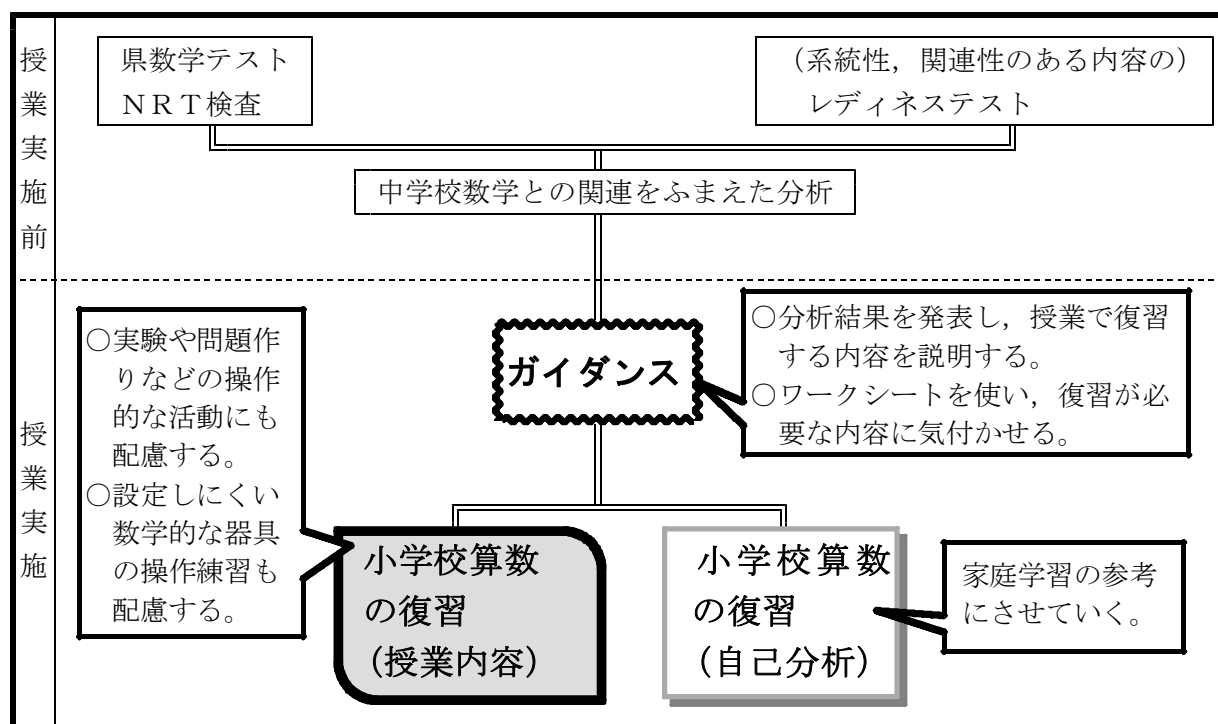 授業実施前
県数学テスト
ＮＲＴ検査
（系統性，関連性のある内容の）
レディネステスト
中学校数学との関連をふまえた分析
授業実施
○実験や問題作
りなどの操作
的な活動にも
配慮する。
○設定しにくい
数学的な器具
の操作練習も
配慮する。
ガイダンス
○分析結果を発表し，授業で復習
する内容を説明する。
○ワークシートを使い，復習が必
要な内容に気付かせる。
小学校算数
の復習
（授業内容）
小学校算数
の復習
（自己分析）
家庭学習の参考
にさせていく。